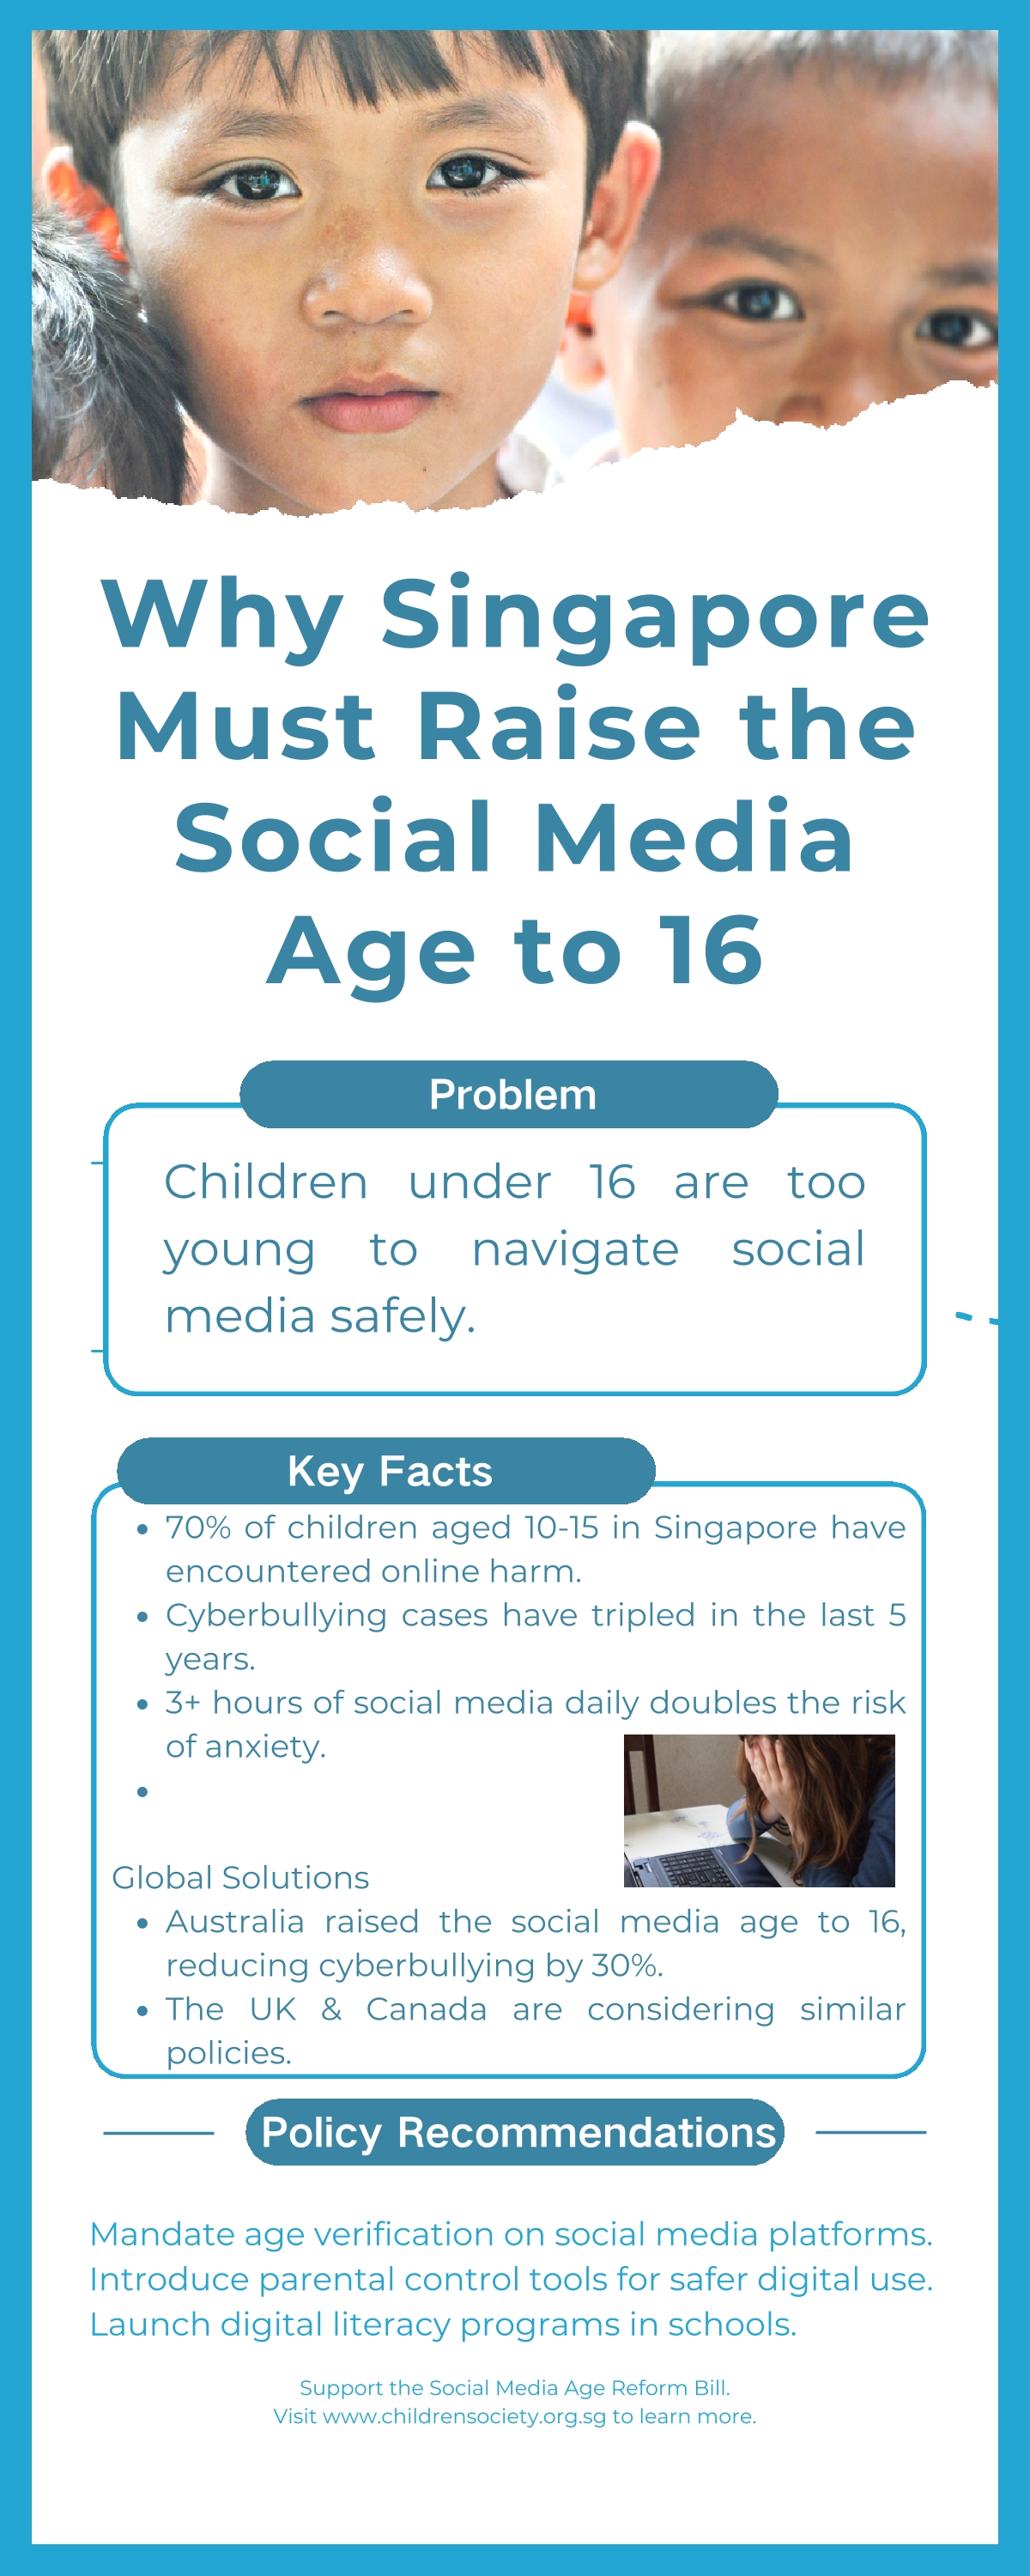 Why Singapore
Must Raise the
Social Media
Age to 16
Problem
Children under 16 are too
young to navigate social
media safely.
Key Facts
• 70% of children aged 10-15 in Singapore have
encountered online harm.
• Cyberbullying cases have tripled in the last 5
years.
• 3+ hours of social media daily doubles the risk
of anxiety.
•
Global Solutions
• Australia raised the social media age to 16,
reducing cyberbullying by 30%.
• The UK & Canada are considering similar
policies.
Policy Recommendations
Mandate age verification on social media platforms.
Introduce parental control tools for safer digital use.
Launch digital literacy programs in schools.
Support the Social Media Age Reform Bill.
Visit www.childrensociety.org.sg to learn more.